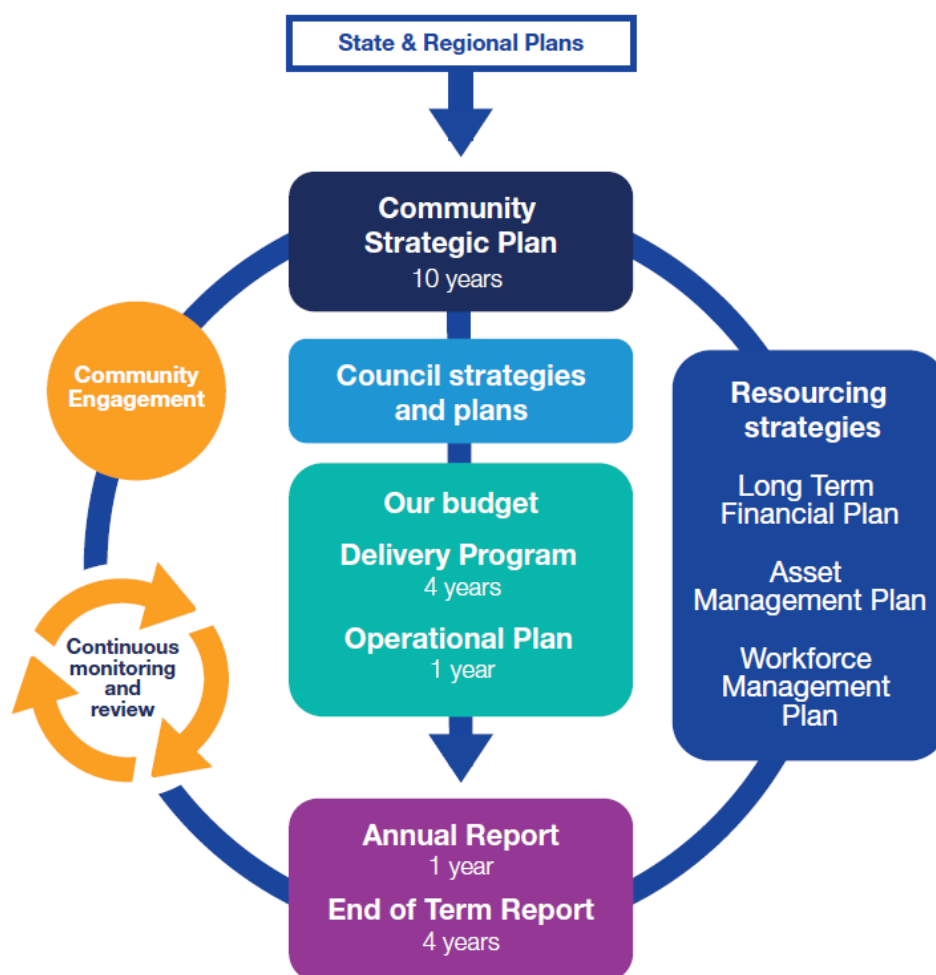 State & Regional Plans
Community
Strategic Plan
10 years
Community
Engagement
Council strategies
and plans
Resourcing
strategies
Long Term
Financial Plan
Asset
Management Plan
Workforce
Management
Plan
Our budget
Delivery Program
4 years
Operational Plan
1 year
Continuous
monitoring
and
review
Annual Report
1 year
End of Term Report
4 years